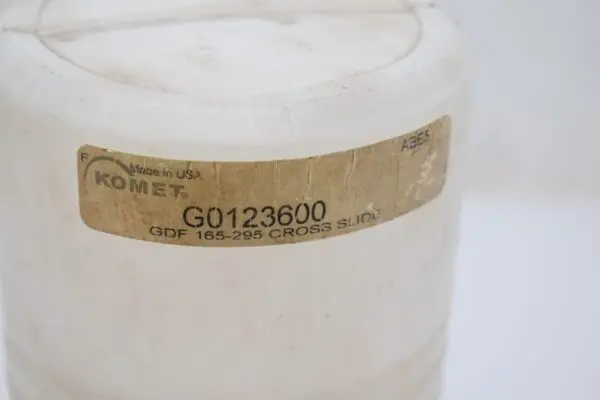 F
Made in USA
A3E5
KOMET®
G0123600
GDF 165-295 CROSS SLIDE